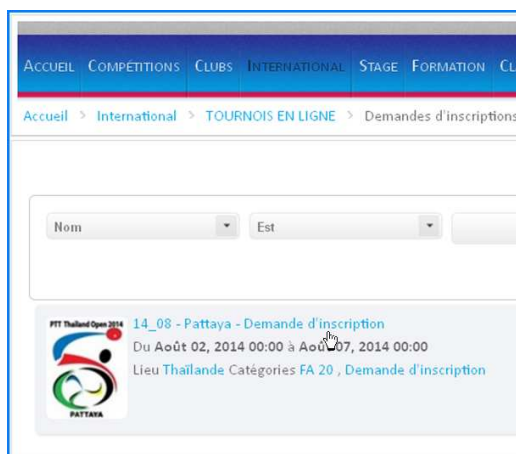 Accueil Compétitions Clubs International Stage Formation Cl
Accueil > International > TOURNOIS EN LIGNE > Demandes d'inscriptions
Nom Est
PTT Thailand Open 2014
14_08 - Pattaya - Demande d'inscription
Du Août 02, 2014 00:00 à Août 07, 2014 00:00
Lieu Thaïlande Catégories FA 20 , Demande d'inscription
PATTAYA